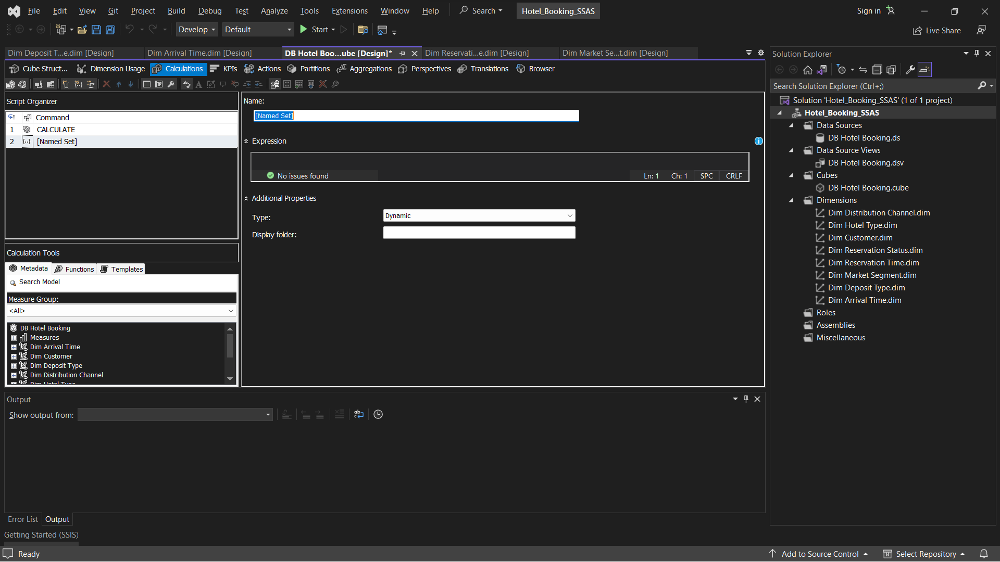 File Edit View Git Project Build Debug Test Analyze Tools Extensions Window Help Search Hotel_Booking_SSAS Sign in
Develop Default Start Live Share
Dim Deposit T...e.dim [Design] Dim Arrival Time.dim [Design] DB Hotel Boo...ube [Design]* Dim Reservati...e.dim [Design] Dim Market Se...t.dim [Design]
Cube Struct... Dimension Usage Calculations KPIs Actions Partitions Aggregations Perspectives Translations Browser
Script Organizer
Command
1 CALCULATE
2 [Named Set]
Calculation Tools
Metadata Functions Templates
Search Model
Measure Group:
<All>
DB Hotel Booking
Measures
Dim Arrival Time
Dim Customer
Dim Deposit Type
Dim Distribution Channel
Dim Hotel Type
Name:
[Named Set]
Expression
No issues found Ln: 1 Ch: 1 SPC CRLF
Additional Properties
Type: Dynamic
Display folder:
Output
Show output from:
Error List Output
Getting Started (SSIS)
Solution Explorer
Search Solution Explorer (Ctrl+;)
Solution 'Hotel_Booking_SSAS' (1 of 1 project)
Hotel_Booking_SSAS
Data Sources
DB Hotel Booking.ds
Data Source Views
DB Hotel Booking.dsv
Cubes
DB Hotel Booking.cube
Dimensions
Dim Distribution Channel.dim
Dim Hotel Type.dim
Dim Customer.dim
Dim Reservation Status.dim
Dim Reservation Time.dim
Dim Market Segment.dim
Dim Deposit Type.dim
Dim Arrival Time.dim
Roles
Assemblies
Miscellaneous
Ready Add to Source Control Select Repository